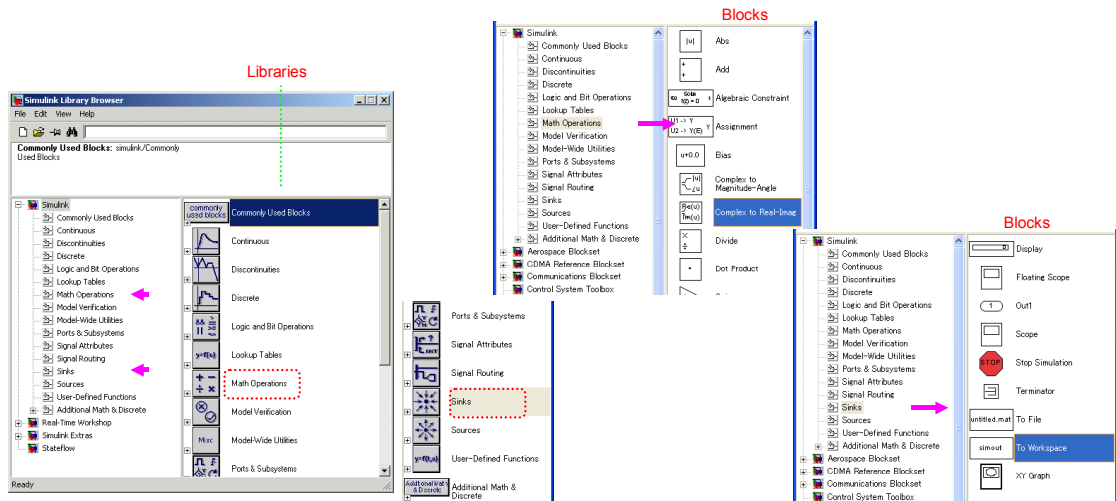 Libraries
Simulink Library Browser
File Edit View Help
Commonly Used Blocks: simulink/Commonly
Used Blocks
Simulink
Commonly Used Blocks
Continuous
Discontinuities
Discrete
Logic and Bit Operations
Lookup Tables
Math Operations
Model Verification
Model-Wide Utilities
Ports & Subsystems
Signal Attributes
Signal Routing
Sinks
Sources
User-Defined Functions
Additional Math & Discrete
Real-Time Workshop
Simulink Extras
Stateflow
commonly
used blocks
Commonly Used Blocks
Continuous
Discontinuities
Discrete
Logic and Bit Operations
y=f(u)
Lookup Tables
Math Operations
Model Verification
Misc
Model-Wide Utilities
Ports & Subsystems
Ready
Ports & Subsystems
Signal Attributes
Signal Routing
Sinks
Sources
y=f(t,u)
User-Defined Functions
Additional Math
& Discrete
Additional Math &
Discrete
Blocks
Simulink
Commonly Used Blocks
Continuous
Discontinuities
Discrete
Logic and Bit Operations
Lookup Tables
Math Operations
Model Verification
Model-Wide Utilities
Ports & Subsystems
Signal Attributes
Signal Routing
Sinks
Sources
User-Defined Functions
Additional Math & Discrete
Aerospace Blockset
CDMA Reference Blockset
Communications Blockset
Control System Toolbox
|u|
Abs
Add
Solve
f(z) = 0
Algebraic Constraint
U1 -> Y
U2 -> Y(E) Y
Assignment
u+0.0
Bias
|u|
∠u
Complex to
Magnitude-Angle
Re(u)
Im(u)
Complex to Real-Imag
Divide
Dot Product
Blocks
Simulink
Commonly Used Blocks
Continuous
Discontinuities
Discrete
Logic and Bit Operations
Lookup Tables
Math Operations
Model Verification
Model-Wide Utilities
Ports & Subsystems
Signal Attributes
Signal Routing
Sinks
Sources
User-Defined Functions
Additional Math & Discrete
Aerospace Blockset
CDMA Reference Blockset
Communications Blockset
Control System Toolbox
Display
Floating Scope
1
Out1
Scope
STOP
Stop Simulation
Terminator
untitled.mat
To File
simout
To Workspace
XY Graph